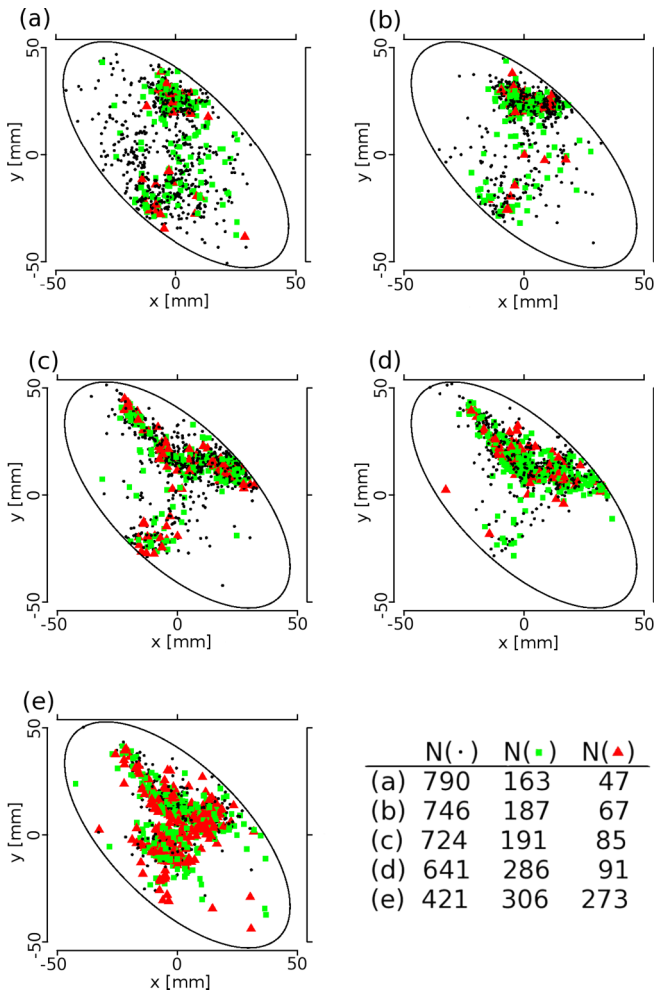 (a)
50
0
-50
y [mm]
-50 0 50
x [mm]
(b)
50
0
-50
y [mm]
-50 0 50
x [mm]
(c)
50
0
-50
y [mm]
-50 0 50
x [mm]
(d)
50
0
-50
y [mm]
-50 0 50
x [mm]
(e)
50
0
-50
y [mm]
-50 0 50
x [mm]
N(·) N(■) N(▲)
(a) 790 163 47
(b) 746 187 67
(c) 724 191 85
(d) 641 286 91
(e) 421 306 273